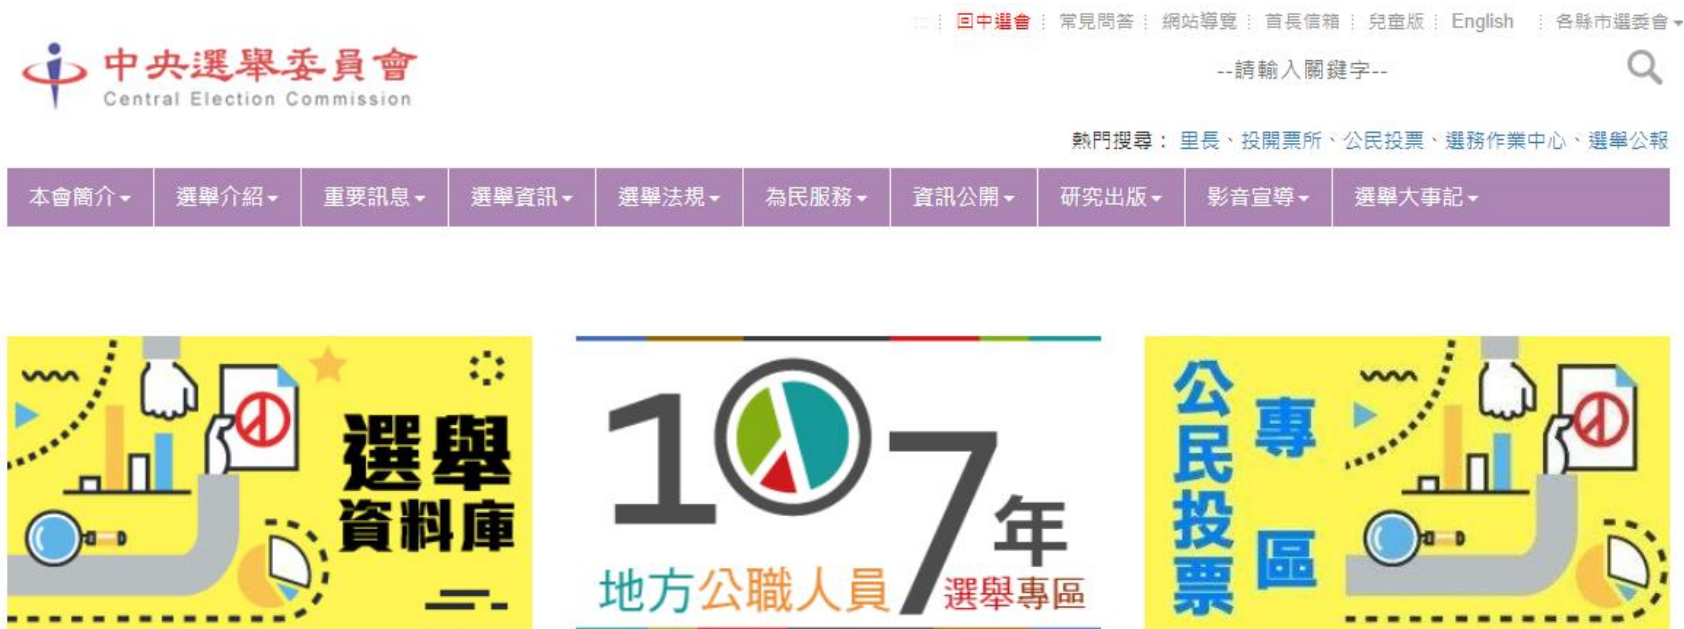 回中選會 常見問答 網站導覽 首長信箱 兒童版 English 各縣市選委會
中央選舉委員會
Central Election Commission
--請輸入關鍵字--
熱門搜尋： 里長、投開票所、公民投票、選務作業中心、選舉公報
本會簡介 選舉介紹 重要訊息 選舉資訊 選舉法規 為民服務 資訊公開 研究出版 影音宣導 選舉大事記
選舉
資料庫
107年
地方公職人員選舉專區
公民投票
專區